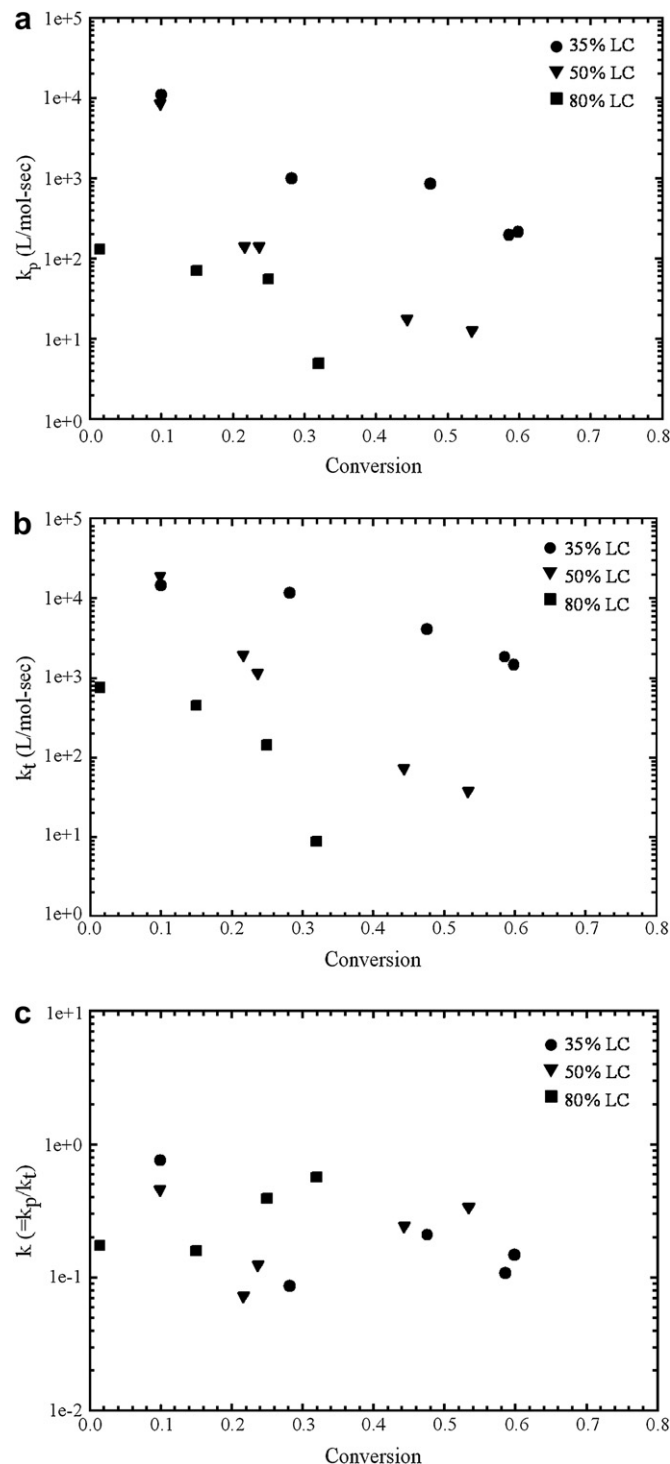 a
1e+5
1e+4
1e+3
1e+2
1e+1
1e+0
kp (L/mol-sec)
35% LC
50% LC
80% LC
0.0 0.1 0.2 0.3 0.4 0.5 0.6 0.7 0.8
Conversion
b
1e+5
1e+4
1e+3
1e+2
1e+1
1e+0
kt (L/mol-sec)
35% LC
50% LC
80% LC
0.0 0.1 0.2 0.3 0.4 0.5 0.6 0.7 0.8
Conversion
c
1e+1
1e+0
1e-1
1e-2
k (=kp/kt)
35% LC
50% LC
80% LC
0.0 0.1 0.2 0.3 0.4 0.5 0.6 0.7 0.8
Conversion